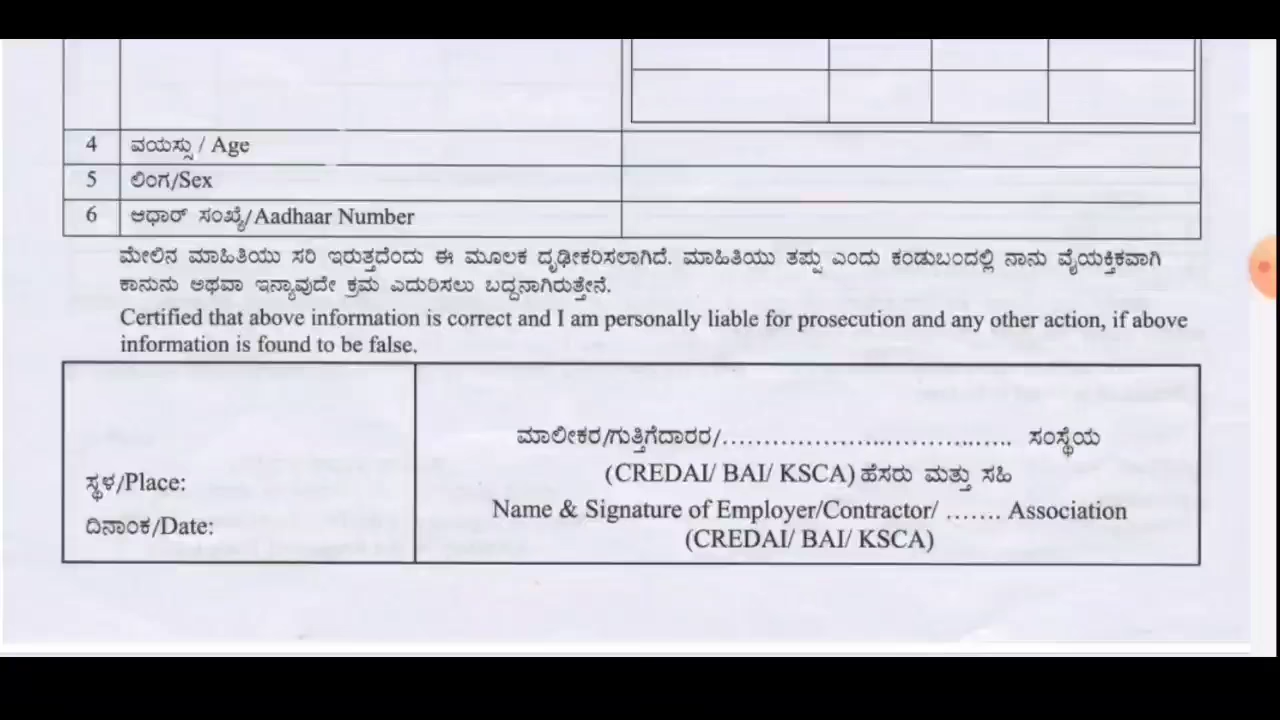 4 ವಯಸ್ಸು / Age
5 ಲಿಂಗ/Sex
6 ಆಧಾರ್ ಸಂಖ್ಯೆ/Aadhaar Number
ಮೇಲಿನ ಮಾಹಿತಿಯು ಸರಿ ಇರುತ್ತದೆಂದು ಈ ಮೂಲಕ ದೃಢೀಕರಿಸಲಾಗಿದೆ. ಮಾಹಿತಿಯು ತಪ್ಪು ಎಂದು ಕಂಡುಬಂದಲ್ಲಿ ನಾನು ವೈಯಕ್ತಿಕವಾಗಿ
ಕಾನುನು ಅಥವಾ ಇನ್ಯಾವುದೇ ಕ್ರಮ ಎದುರಿಸಲು ಬದ್ದನಾಗಿರುತ್ತೇನೆ.
Certified that above information is correct and I am personally liable for prosecution and any other action, if above
information is found to be false.
ಸ್ಥಳ/Place:
ದಿನಾಂಕ/Date:
ಮಾಲೀಕರ/ಗುತ್ತಿಗೆದಾರರ/................................... ಸಂಸ್ಥೆಯ
(CREDAI/ BAI/ KSCA) ಹೆಸರು ಮತ್ತು ಸಹಿ
Name & Signature of Employer/Contractor/ ....... Association
(CREDAI/ BAI/ KSCA)